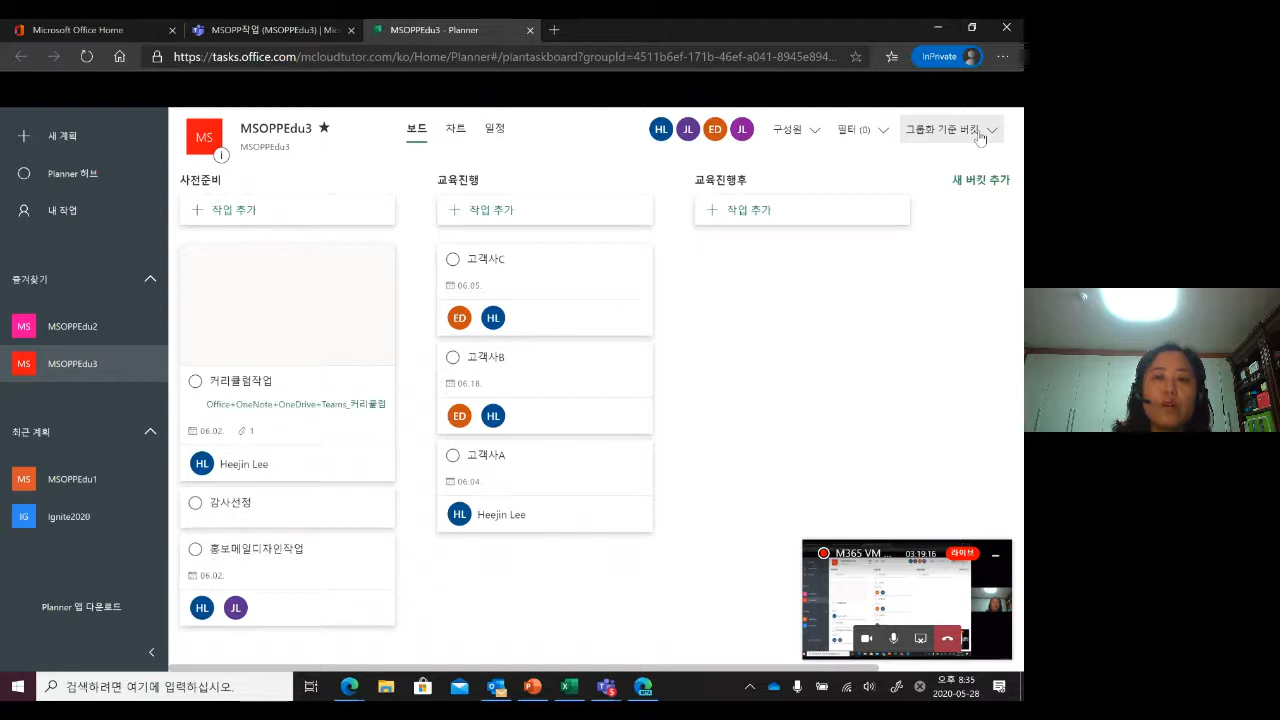 Microsoft Office Home
MSOPP작업 (MSOPPEdu3) | Mic
MSOPPEdu3 - Planner
https://tasks.office.com/mcloudtutor.com/ko/Home/Planner#/plantaskboard?groupId=4511b6ef-171b-46ef-a041-8945e894...
InPrivate
새 계획
Planner 허브
내 작업
즐겨찾기
MS MSOPPEdu2
MS MSOPPEdu3
최근 계획
MS MSOPPEdu1
IG Ignite2020
Planner 앱 다운로드
MS
MSOPPEdu3
MSOPPEdu3
보드 차트 일정
HL JL ED JL
구성원
필터 (0)
그룹화 기준 버킷
사전준비
작업 추가
커리큘럼작업
Office+OneNote+OneDrive+Teams_커리큘럼
06.02. 1
HL Heejin Lee
강사선정
홍보메일디자인작업
06.02.
HL JL
교육진행
작업 추가
고객사C
06.05.
ED HL
고객사B
06.18.
ED HL
고객사A
06.04.
HL Heejin Lee
교육진행후
작업 추가
새 버킷 추가
M365 VM ... 03:19:16 라이브
검색하려면 여기에 입력하십시오.
오후 8:35
2020-05-28